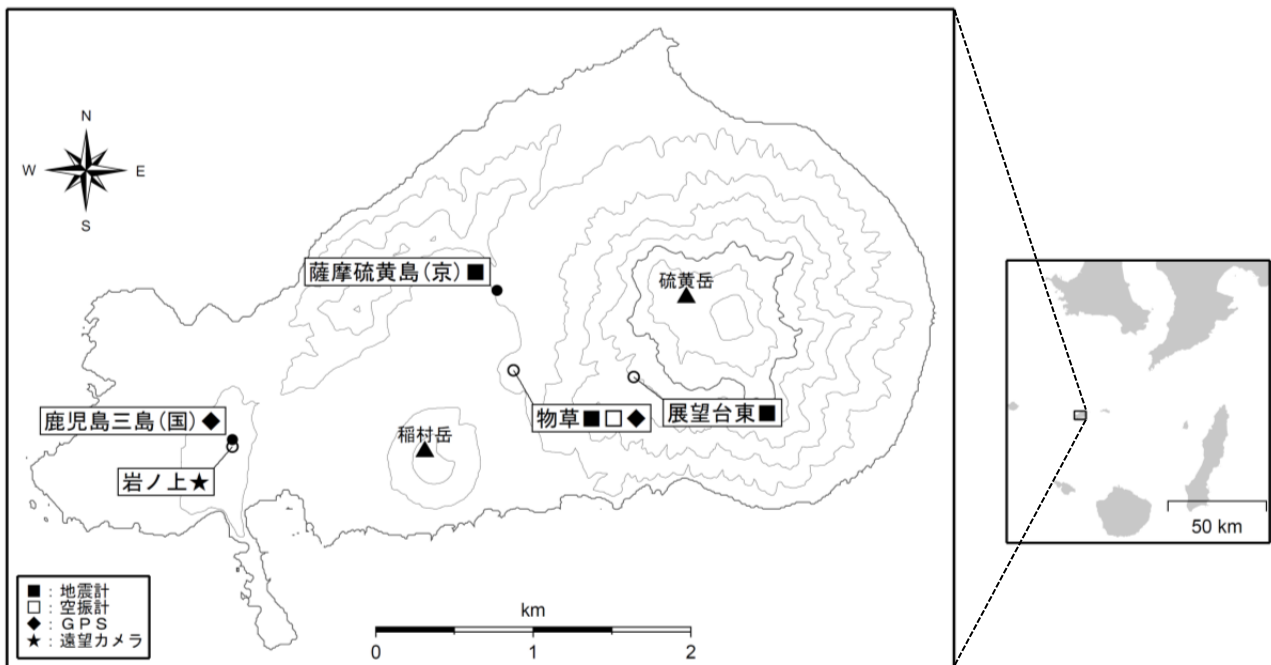 N
W
E
S
薩摩硫黄島(京)■
硫黄岳
鹿児島三島(国)◆
物草■□◆
展望台東■
稲村岳
岩ノ上★
50 km
■：地震計
□：空振計
◆：GPS
★：遠望カメラ
km
0
1
2